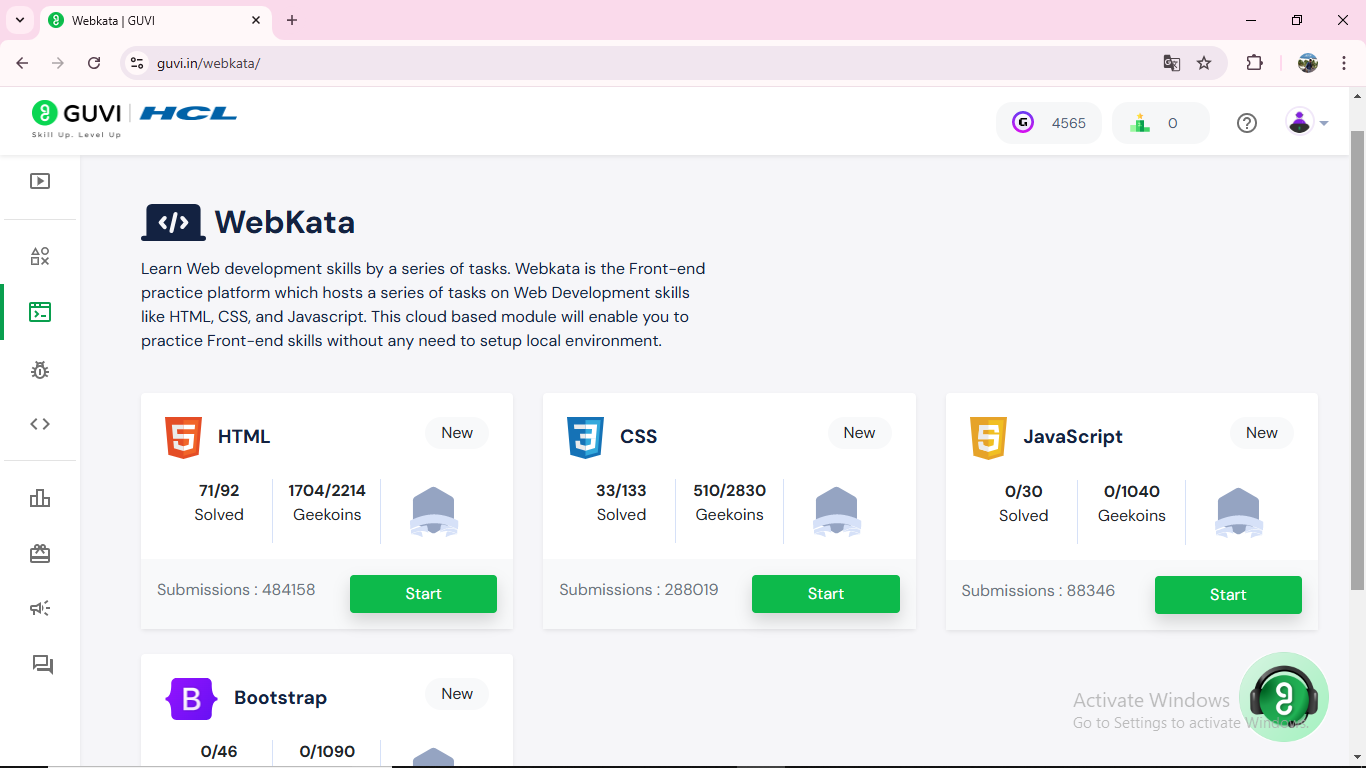 Webkata | GUVI
guvi.in/webkata/
GUVI | HCL
Skill Up. Level Up
4565
0
WebKata
Learn Web development skills by a series of tasks. Webkata is the Front-end
practice platform which hosts a series of tasks on Web Development skills
like HTML, CSS, and Javascript. This cloud based module will enable you to
practice Front-end skills without any need to setup local environment.
HTML
New
71/92
Solved
1704/2214
Geekoins
Submissions : 484158
Start
CSS
New
33/133
Solved
510/2830
Geekoins
Submissions : 288019
Start
JavaScript
New
0/30
Solved
0/1040
Geekoins
Submissions : 88346
Start
Bootstrap
New
0/46
0/1090
Activate Windows
Go to Settings to activate Windows.